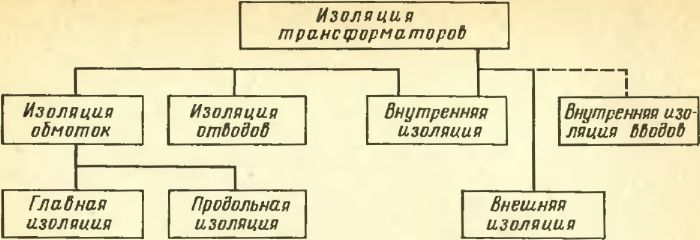 Изоляция
трансформаторов
Изоляция
обмоток
Изоляция
отводов
Внутренняя
изоляция
Внутренняя изо-
ляция вводов
Главная
изоляция
Продольная
изоляция
Внешняя
изоляция